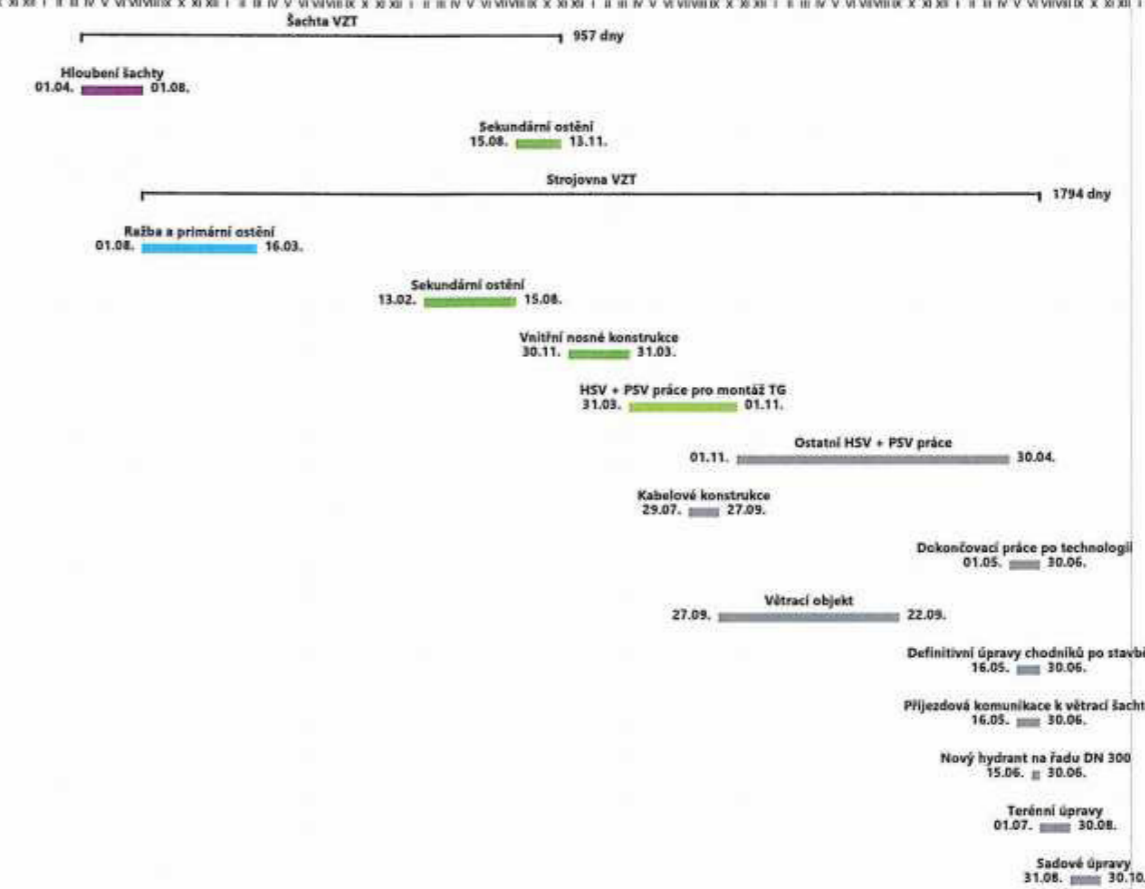 Šachta VZT
957 dny
Hloubení šachty
01.04. 01.08.
Sekundární ostění
15.08. 13.11.
Strojovna VZT
1794 dny
Ražba a primární ostění
01.08. 16.03.
Sekundární ostění
13.02. 15.08.
Vnitřní nosné konstrukce
30.11. 31.03.
HSV + PSV práce pro montáž TG
31.03. 01.11.
Ostatní HSV + PSV práce
01.11. 30.04.
Kabelové konstrukce
29.07. 27.09.
Dokončovací práce po technologii
01.05. 30.06.
Větrací objekt
27.09. 22.09.
Definitivní úpravy chodníků po stavbě
16.05. 30.06.
Příjezdová komunikace k větrací šacht
16.05. 30.06.
Nový hydrant na řadu DN 300
15.06. 30.06.
Terénní úpravy
01.07. 30.08.
Sadové úpravy
31.08. 30.10